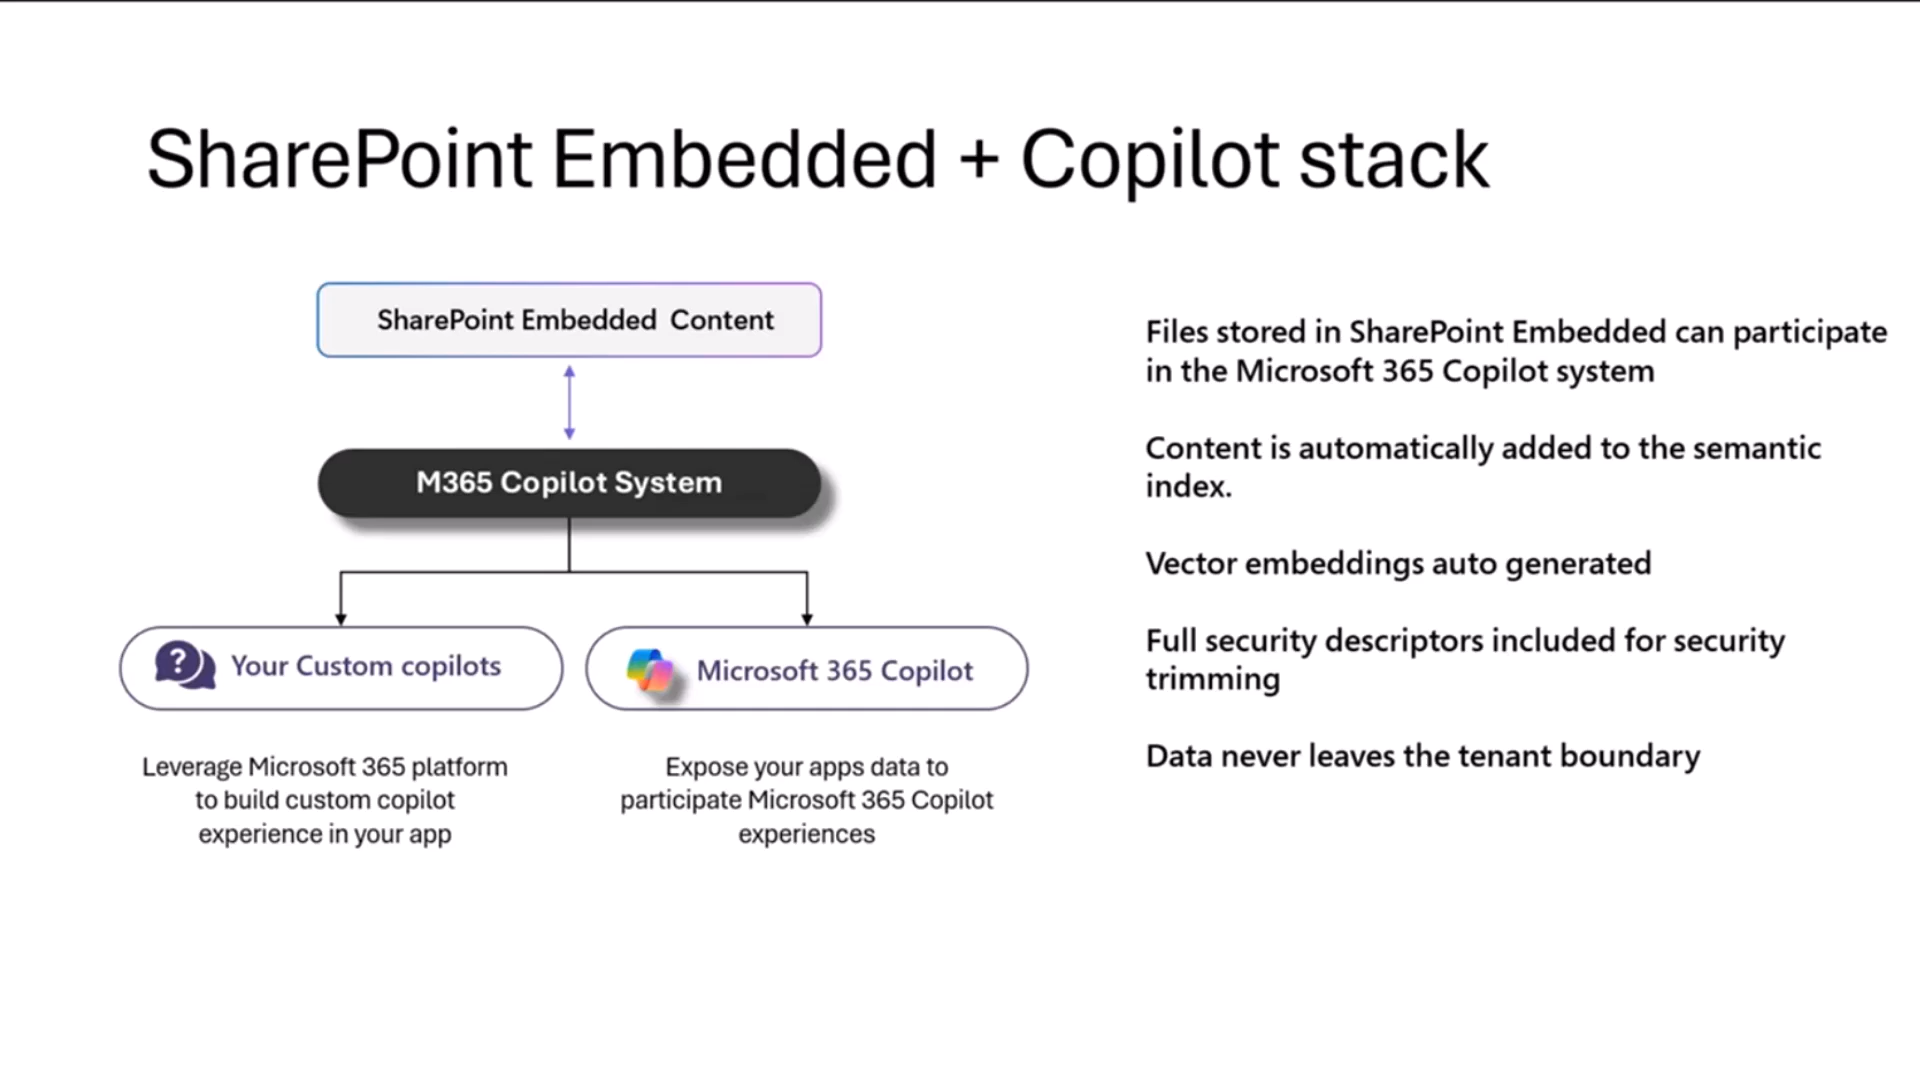 SharePoint Embedded + Copilot stack
SharePoint Embedded Content
M365 Copilot System
? Your Custom copilots
Microsoft 365 Copilot
Leverage Microsoft 365 platform
to build custom copilot
experience in your app
Expose your apps data to
participate Microsoft 365 Copilot
experiences
Files stored in SharePoint Embedded can participate
in the Microsoft 365 Copilot system
Content is automatically added to the semantic
index.
Vector embeddings auto generated
Full security descriptors included for security
trimming
Data never leaves the tenant boundary